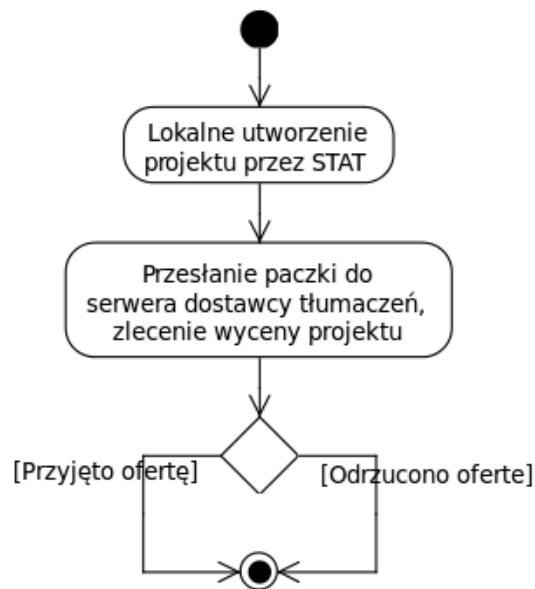 Lokalne utworzenie
projektu przez STAT
Przesłanie paczki do
serwera dostawcy tłumaczeń,
zlecenie wyceny projektu
[Przyjęto ofertę]
[Odrzucono oferte]